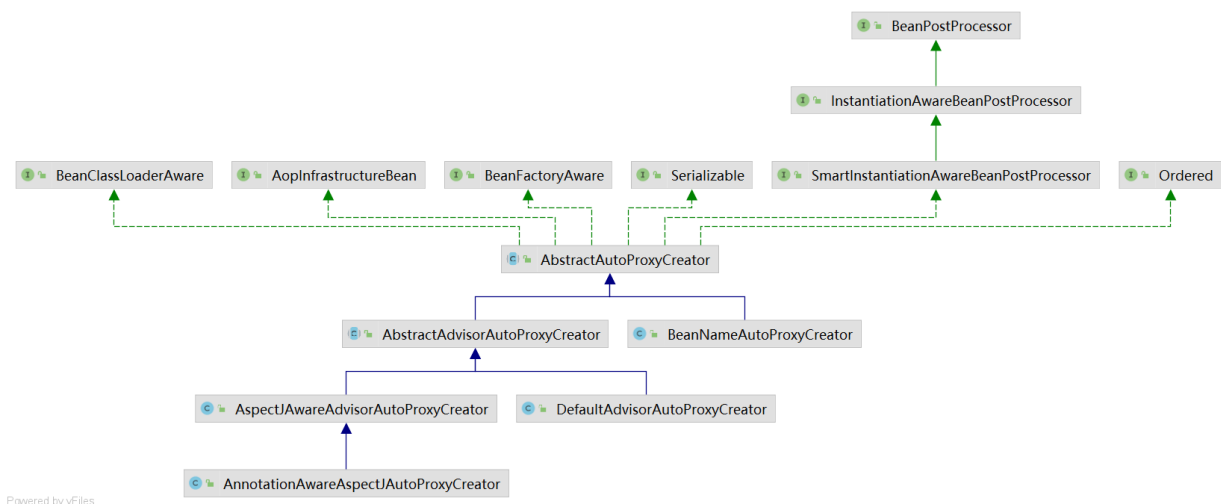 BeanPostProcessor
InstantiationAwareBeanPostProcessor
BeanClassLoaderAware
AopInfrastructureBean
BeanFactoryAware
Serializable
SmartInstantiationAwareBeanPostProcessor
Ordered
AbstractAutoProxyCreator
AbstractAdvisorAutoProxyCreator
BeanNameAutoProxyCreator
AspectJAwareAdvisorAutoProxyCreator
DefaultAdvisorAutoProxyCreator
AnnotationAwareAspectJAutoProxyCreator
Powered by yFiles